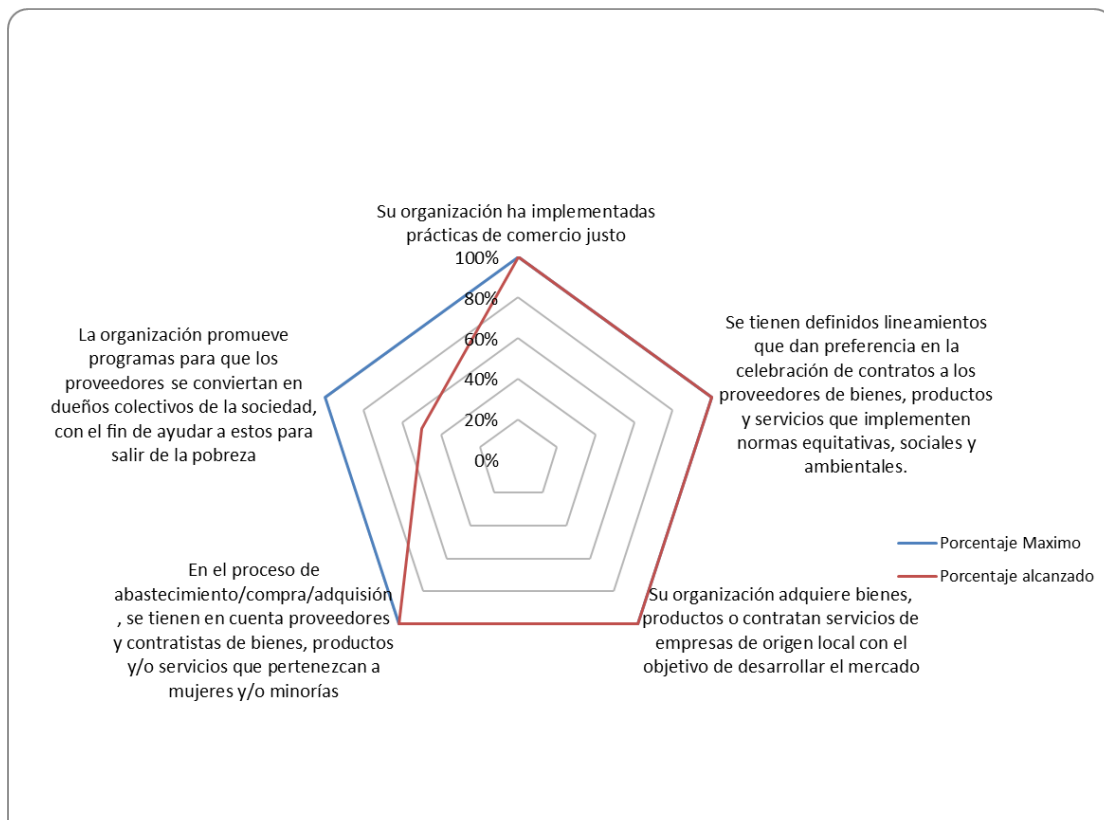 Su organización ha implementadas
prácticas de comercio justo
100%
80%
60%
40%
20%
0%
Se tienen definidos lineamientos
que dan preferencia en la
celebración de contratos a los
proveedores de bienes, productos
y servicios que implementen
normas equitativas, sociales y
ambientales.
Su organización adquiere bienes,
productos o contratan servicios de
empresas de origen local con el
objetivo de desarrollar el mercado
En el proceso de
abastecimiento/compra/adquisión
, se tienen en cuenta proveedores
y contratistas de bienes, productos
y/o servicios que pertenezcan a
mujeres y/o minorías
La organización promueve
programas para que los
proveedores se conviertan en
dueños colectivos de la sociedad,
con el fin de ayudar a estos para
salir de la pobreza
Porcentaje Maximo
Porcentaje alcanzado